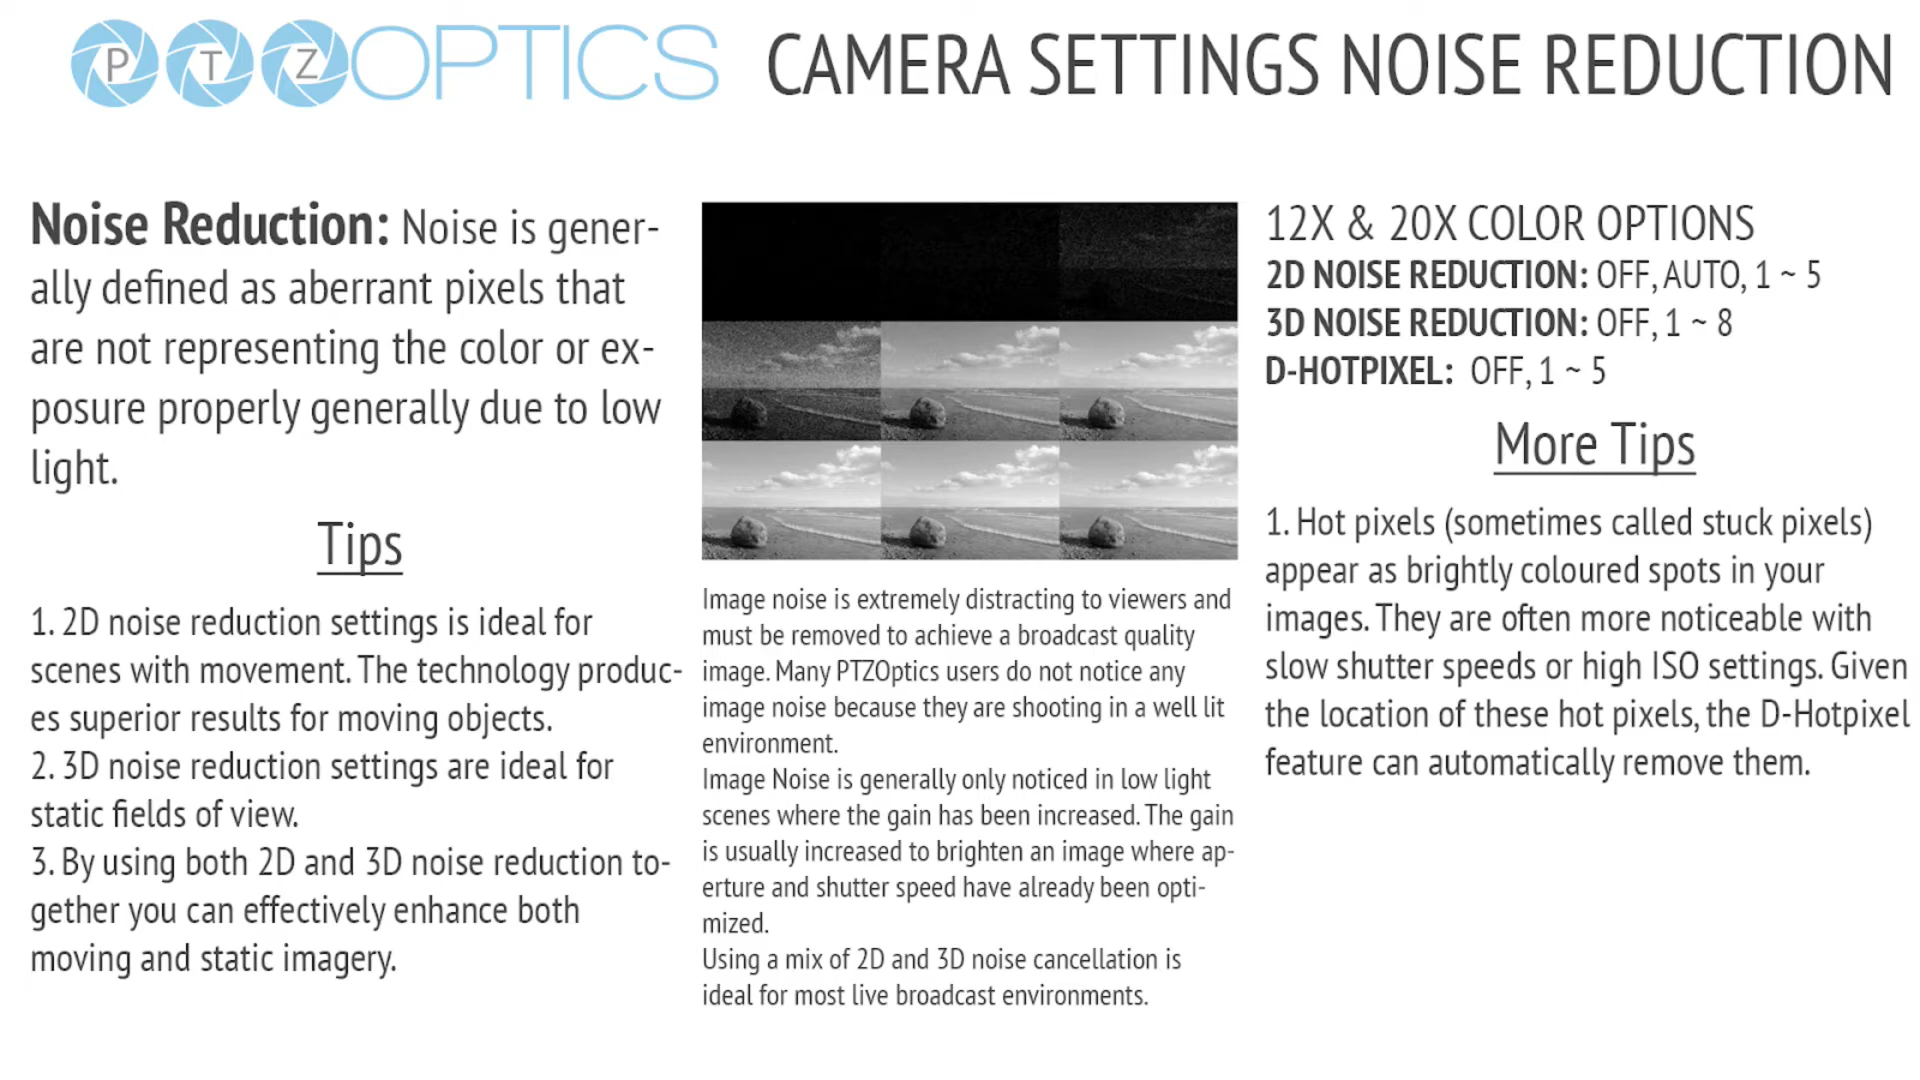 PTZOPTICS CAMERA SETTINGS NOISE REDUCTION
Noise Reduction: Noise is gener-
ally defined as aberrant pixels that
are not representing the color or ex-
posure properly generally due to low
light.
Tips
1. 2D noise reduction settings is ideal for
scenes with movement. The technology produc-
es superior results for moving objects.
2. 3D noise reduction settings are ideal for
static fields of view.
3. By using both 2D and 3D noise reduction to-
gether you can effectively enhance both
moving and static imagery.
Image noise is extremely distracting to viewers and
must be removed to achieve a broadcast quality
image. Many PTZOptics users do not notice any
image noise because they are shooting in a well lit
environment.
Image Noise is generally only noticed in low light
scenes where the gain has been increased. The gain
is usually increased to brighten an image where ap-
erture and shutter speed have already been opti-
mized.
Using a mix of 2D and 3D noise cancellation is
ideal for most live broadcast environments.
12X & 20X COLOR OPTIONS
2D NOISE REDUCTION: OFF, AUTO, 1 ~ 5
3D NOISE REDUCTION: OFF, 1 ~ 8
D-HOTPIXEL: OFF, 1 ~ 5
More Tips
1. Hot pixels (sometimes called stuck pixels)
appear as brightly coloured spots in your
images. They are often more noticeable with
slow shutter speeds or high ISO settings. Given
the location of these hot pixels, the D-Hotpixel
feature can automatically remove them.